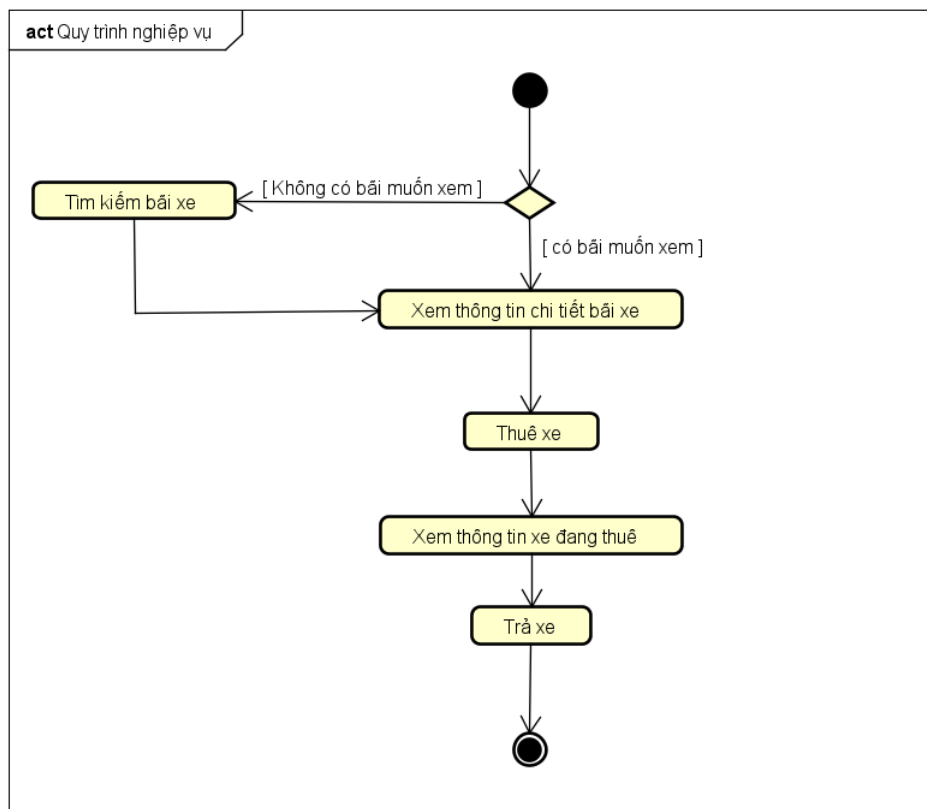 act Quy trình nghiệp vụ
[ Không có bãi muốn xem ]
Tìm kiếm bãi xe
[ có bãi muốn xem ]
Xem thông tin chi tiết bãi xe
Thuê xe
Xem thông tin xe đang thuê
Trả xe